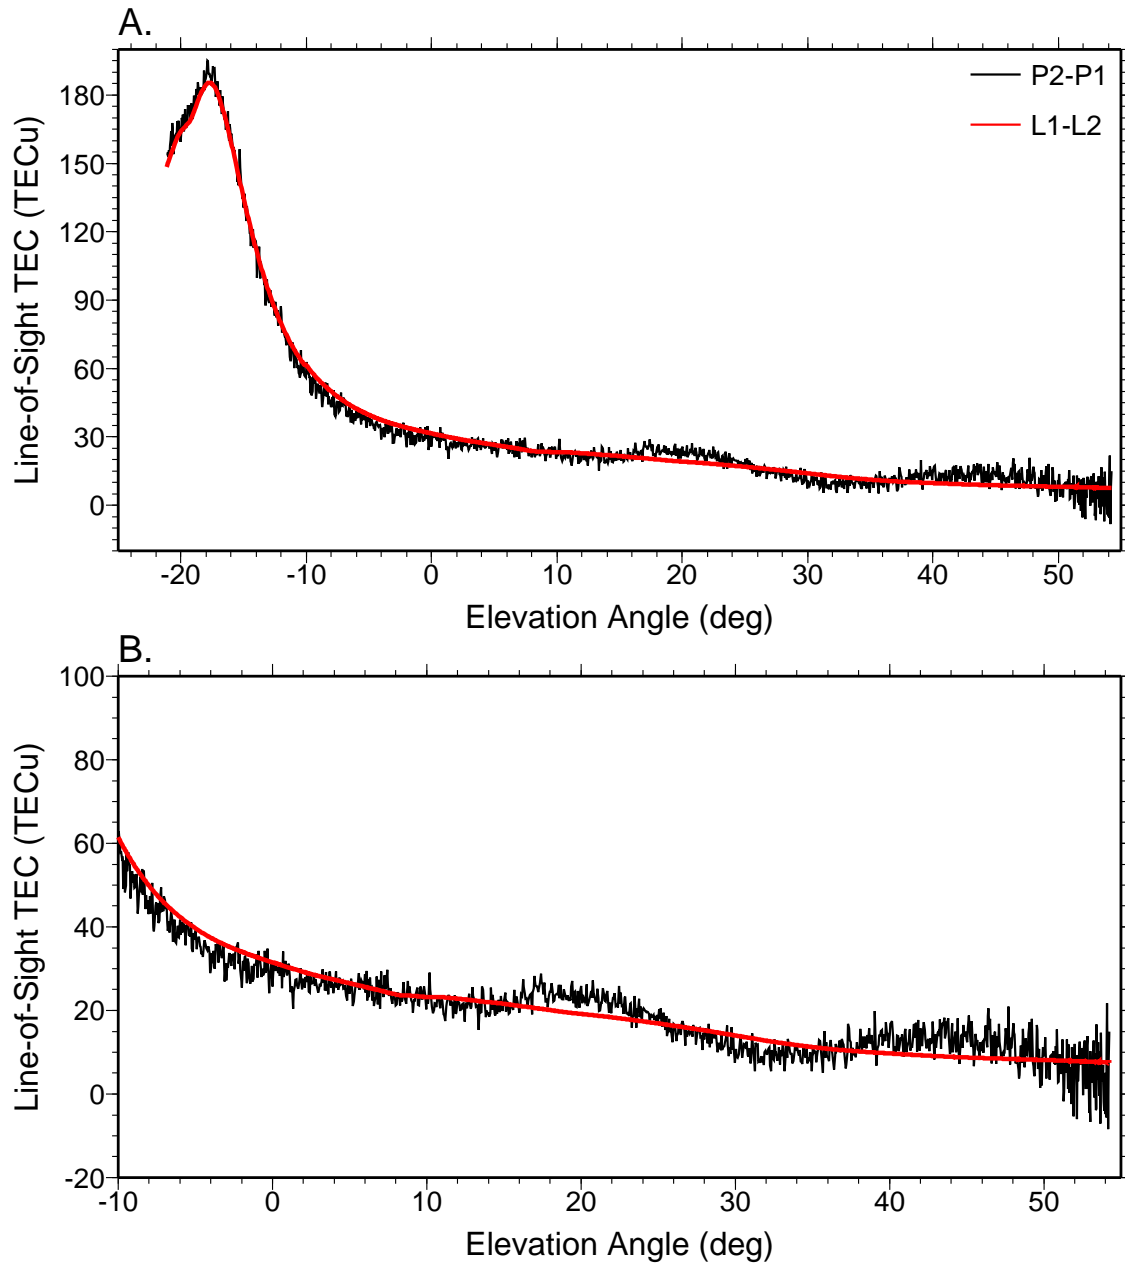 A.
P2-P1
L1-L2
180
150
120
90
60
30
0
Line-of-Sight TEC (TECu)
-20 -10 0 10 20 30 40 50
Elevation Angle (deg)
B.
100
80
60
40
20
0
-20
Line-of-Sight TEC (TECu)
-10 0 10 20 30 40 50
Elevation Angle (deg)